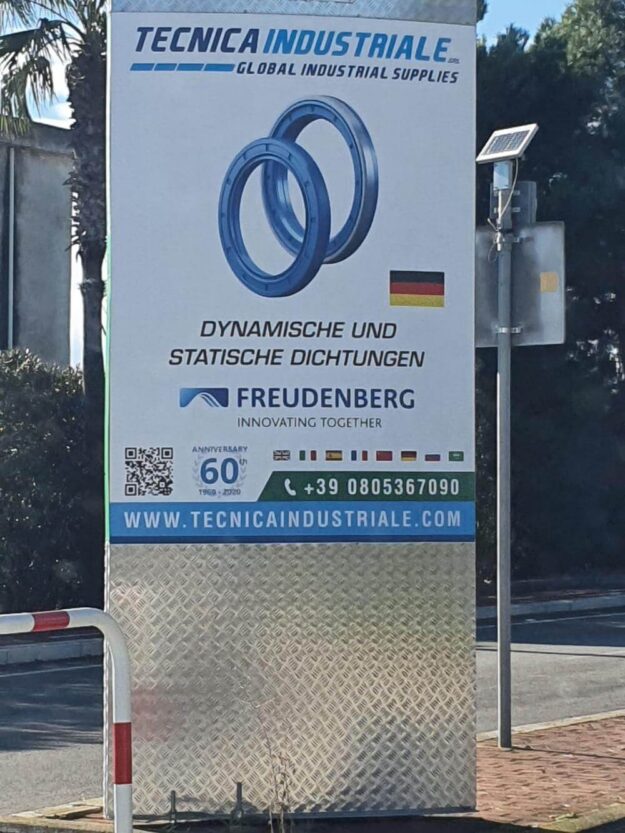 TECNICA INDUSTRIALE SRL
GLOBAL INDUSTRIAL SUPPLIES
DYNAMISCHE UND
STATISCHE DICHTUNGEN
FREUDENBERG
INNOVATING TOGETHER
ANNIVERSARY
60th
1960 - 2020
+39 0805367090
WWW.TECNICAINDUSTRIALE.COM